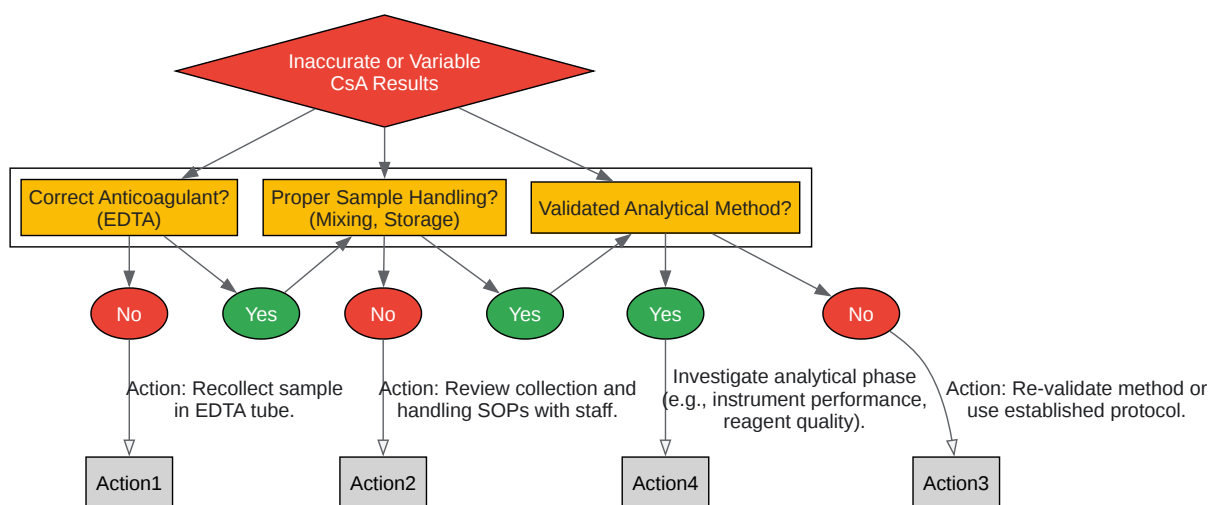 Inaccurate or Variable
CsA Results
Correct Anticoagulant?
(EDTA)
Proper Sample Handling?
(Mixing, Storage)
Validated Analytical Method?
No
Yes
No
Yes
Yes
No
Action: Recollect sample
in EDTA tube.
Action: Review collection and
handling SOPs with staff.
Investigate analytical phase
(e.g., instrument performance,
reagent quality).
Action: Re-validate method or
use established protocol.
Action1
Action2
Action4
Action3